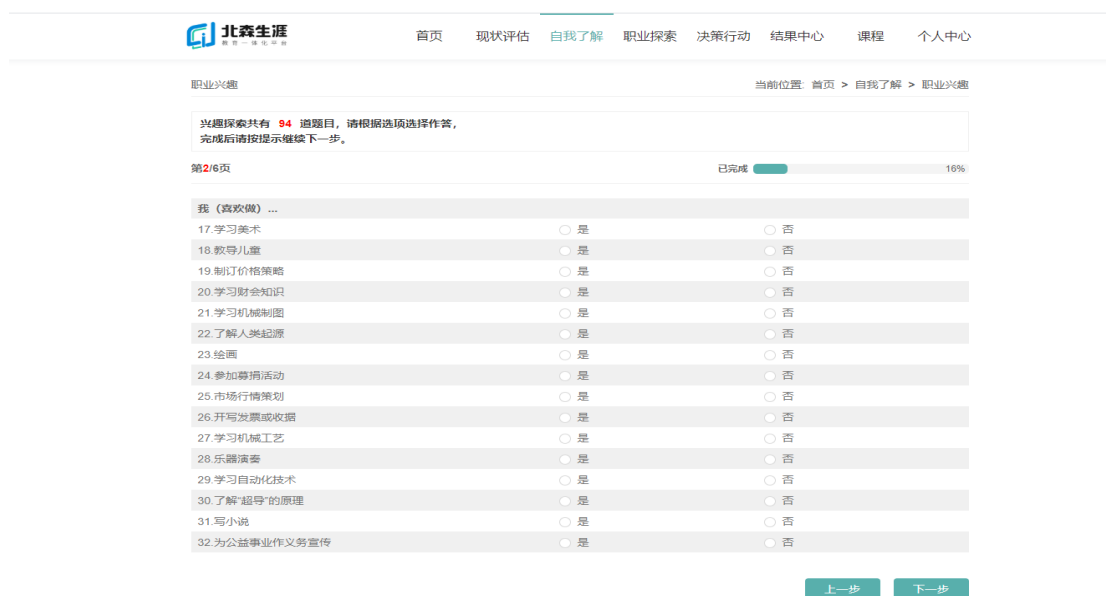 北森生涯
教育一体化平台
首页 现状评估 自我了解 职业探索 决策行动 结果中心 课程 个人中心
职业兴趣 当前位置: 首页 > 自我了解 > 职业兴趣
兴趣探索共有 94 道题目，请根据选项选择作答，
完成后请按提示继续下一步。
第2/6页 已完成 16%
我（喜欢做）...
17.学习美术 是 否
18.教导儿童 是 否
19.制订价格策略 是 否
20.学习财会知识 是 否
21.学习机械制图 是 否
22.了解人类起源 是 否
23.绘画 是 否
24.参加募捐活动 是 否
25.市场行情策划 是 否
26.开写发票或收据 是 否
27.学习机械工艺 是 否
28.乐器演奏 是 否
29.学习自动化技术 是 否
30.了解“超导”的原理 是 否
31.写小说 是 否
32.为公益事业作义务宣传 是 否
上一步 下一步